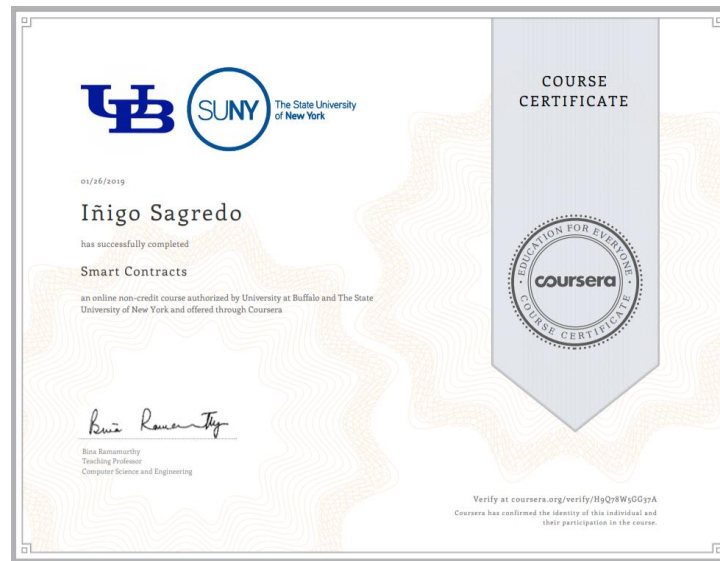 UB
SUNY
The State University
of New York
COURSE
CERTIFICATE
01/26/2019
Iñigo Sagredo
has successfully completed
Smart Contracts
an online non-credit course authorized by University at Buffalo and The State
University of New York and offered through Coursera
EDUCATION FOR EVERYONE
coursera
COURSE CERTIFICATE
Bina Ramamurthy
Teaching Professor
Computer Science and Engineering
Verify at coursera.org/verify/H9Q78W5GG37A
Coursera has confirmed the identity of this individual and
their participation in the course.